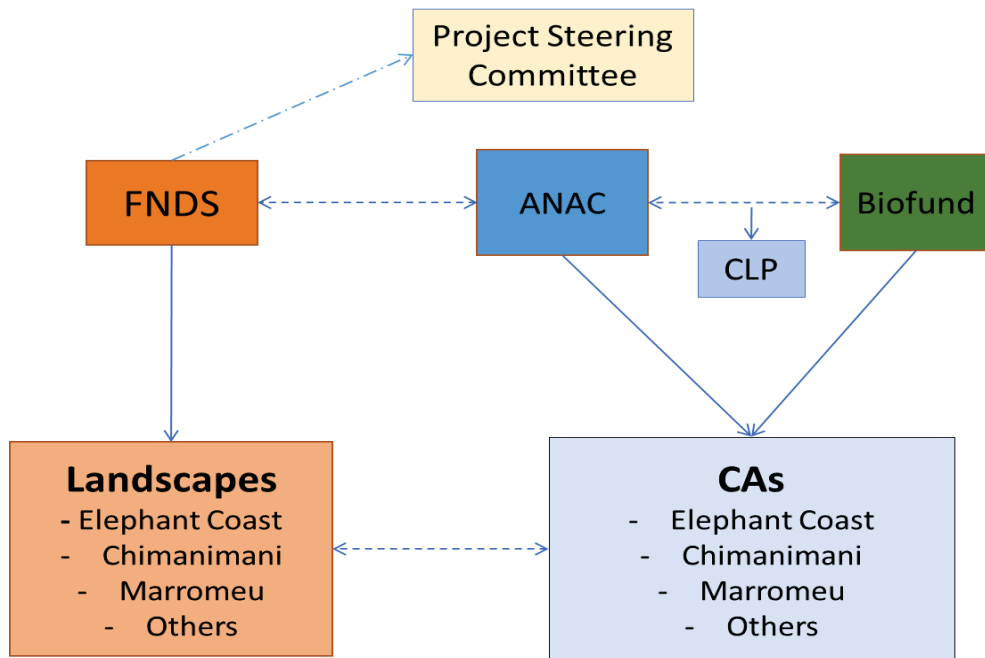 Project Steering
Committee
FNDS
ANAC
Biofund
CLP
Landscapes
- Elephant Coast
- Chimanimani
- Marromeu
- Others
CAs
- Elephant Coast
- Chimanimani
- Marromeu
- Others